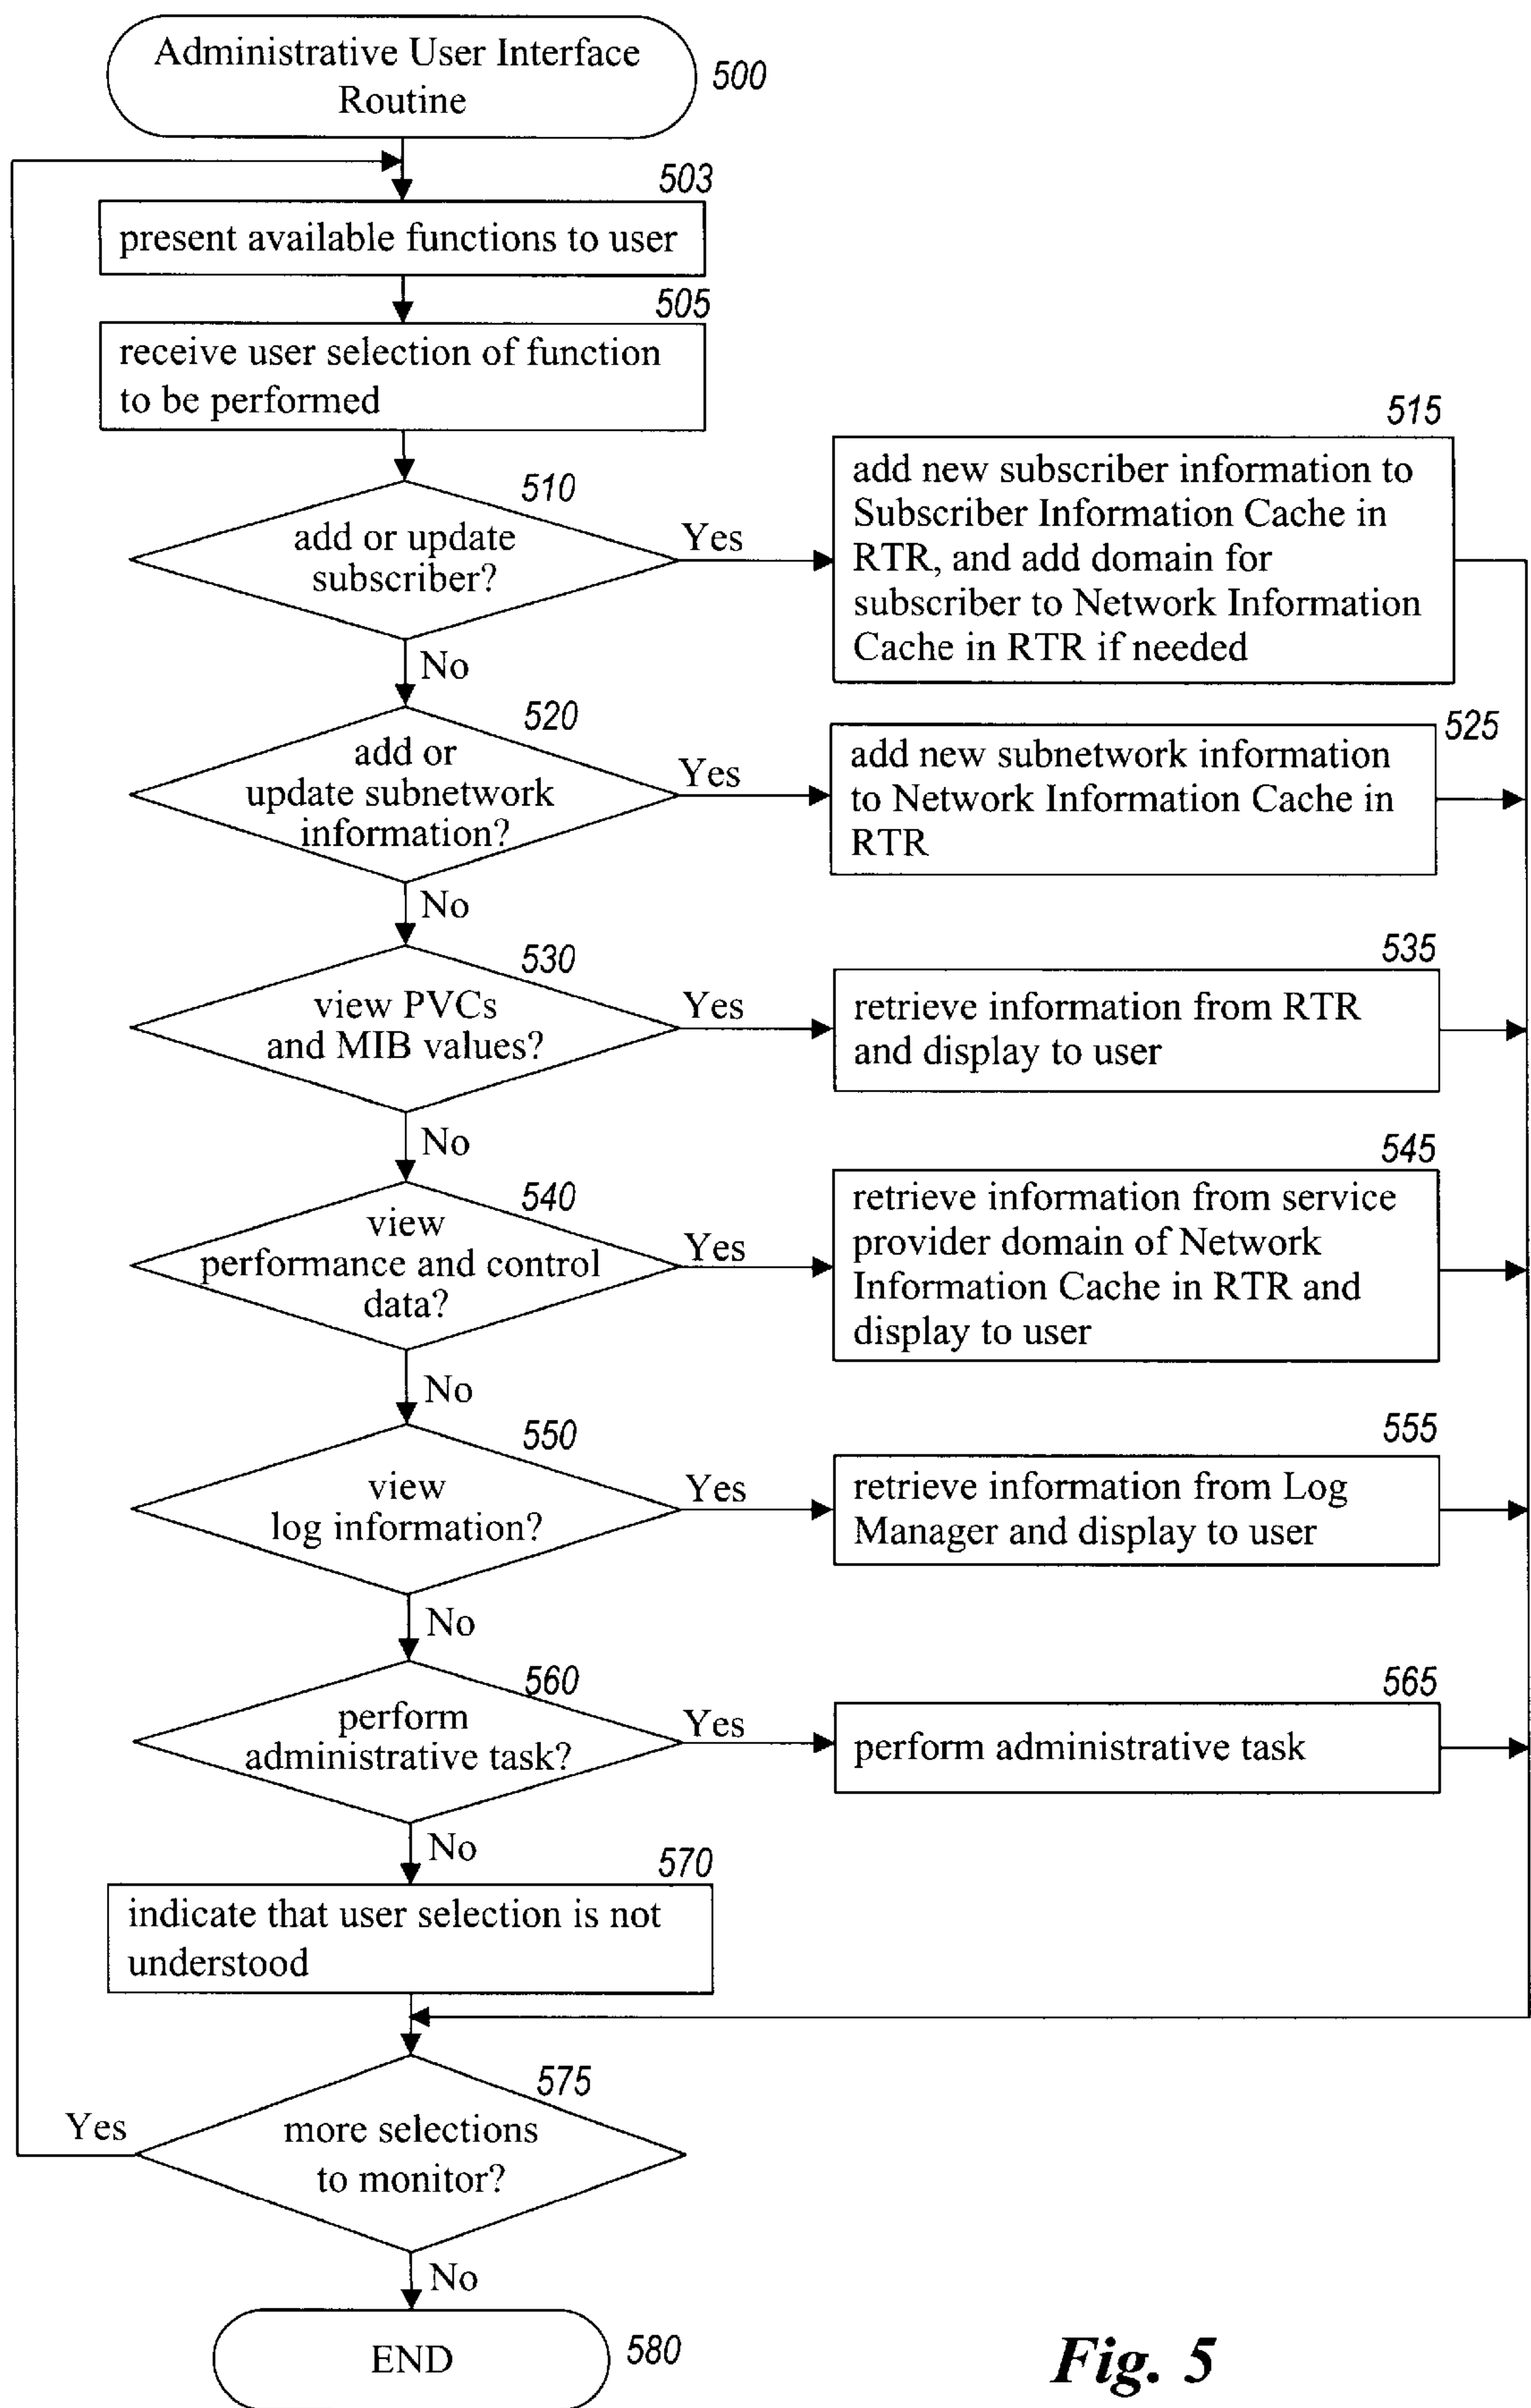 Administrative User Interface
Routine
500
503
present available functions to user
505
receive user selection of function
to be performed
510
add or update
subscriber?
Yes
No
515
add new subscriber information to
Subscriber Information Cache in
RTR, and add domain for
subscriber to Network Information
Cache in RTR if needed
520
add or
update subnetwork
information?
Yes
No
525
add new subnetwork information
to Network Information Cache in
RTR
530
view PVCs
and MIB values?
Yes
No
535
retrieve information from RTR
and display to user
540
view
performance and control
data?
Yes
No
545
retrieve information from service
provider domain of Network
Information Cache in RTR and
display to user
550
view
log information?
Yes
No
555
retrieve information from Log
Manager and display to user
560
perform
administrative task?
Yes
No
565
perform administrative task
570
indicate that user selection is not
understood
575
more selections
to monitor?
Yes
No
END
580
Fig. 5